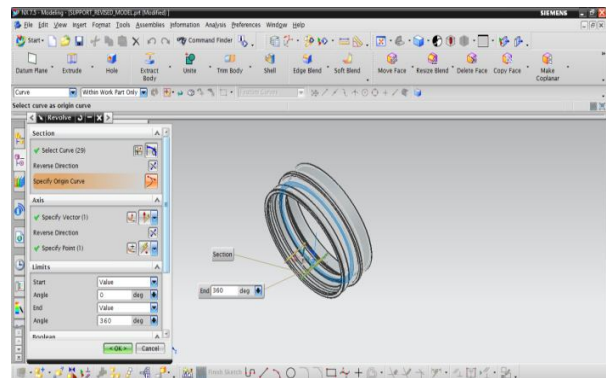 NX 7.5 - Modeling - [SUPPORT_REVISED_MODEL.prt (Modified) ]
SIEMENS
File Edit View Insert Format Tools Assemblies Information Analysis Preferences Window Help
Start Command Finder
Datum Plane Extrude Hole Extract Body Unite Trim Body Shell Edge Blend Soft Blend Move Face Resize Blend Delete Face Copy Face Make Coplanar
Curve Within Work Part Only
Select curve as origin curve
Revolve
Section
Select Curve (29)
Reverse Direction
Specify Origin Curve
Axis
Specify Vector (1)
Reverse Direction
Specify Point (1)
Limits
Start Value
Angle 0 deg
End Value
Angle 360 deg
Boolean
<OK> Cancel
Section
End 360 deg
Finish Sketch